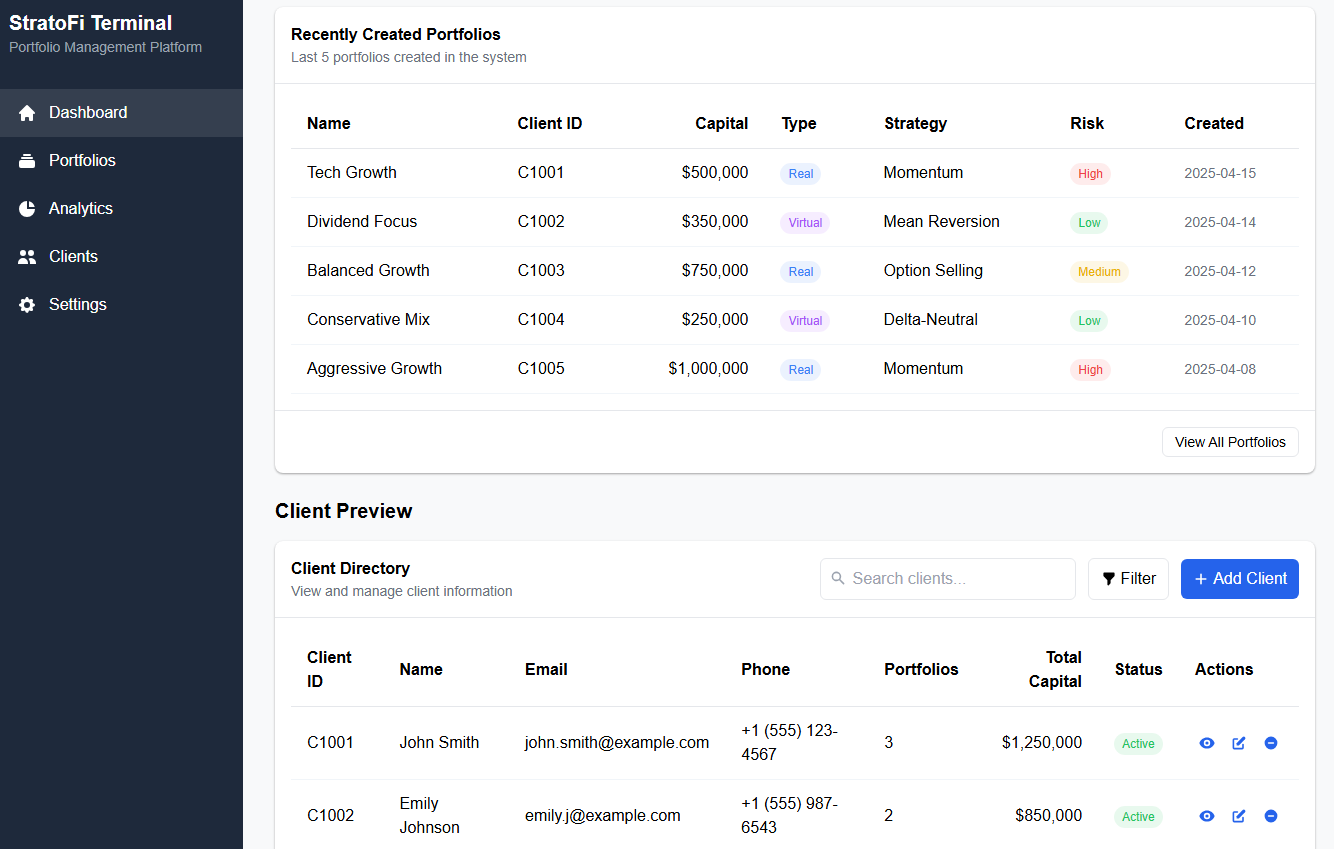 StratoFi Terminal
Portfolio Management Platform
Dashboard
Portfolios
Analytics
Clients
Settings
Recently Created Portfolios
Last 5 portfolios created in the system
Name Client ID Capital Type Strategy Risk Created
Tech Growth C1001 $500,000 Real Momentum High 2025-04-15
Dividend Focus C1002 $350,000 Virtual Mean Reversion Low 2025-04-14
Balanced Growth C1003 $750,000 Real Option Selling Medium 2025-04-12
Conservative Mix C1004 $250,000 Virtual Delta-Neutral Low 2025-04-10
Aggressive Growth C1005 $1,000,000 Real Momentum High 2025-04-08
View All Portfolios
Client Preview
Client Directory
View and manage client information
Search clients...
Filter
+ Add Client
Client
ID
Name Email Phone Portfolios
Total
Capital
Status Actions
C1001 John Smith john.smith@example.com
+1 (555) 123-
4567
3 $1,250,000 Active
C1002
Emily
Johnson
emily.j@example.com
+1 (555) 987-
6543
2 $850,000 Active